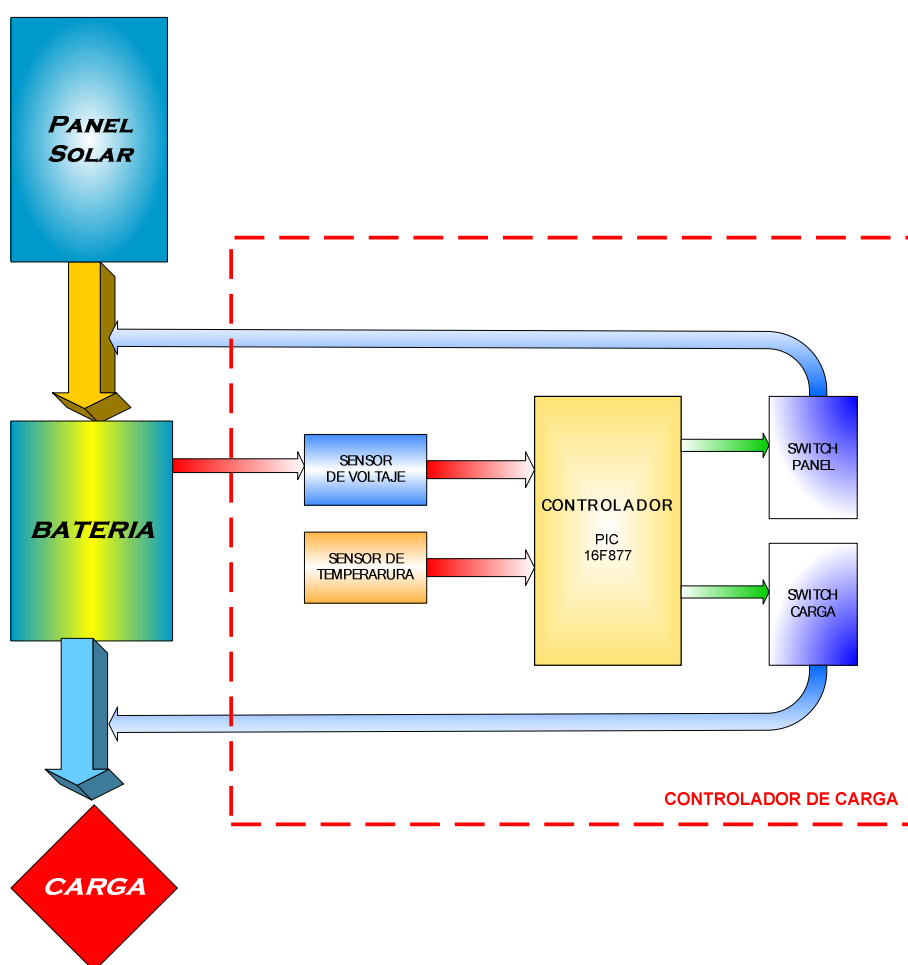 PANEL
SOLAR
SENSOR
DE VOLTAJE
SWITCH
PANEL
BATERIA
CONTROLADOR
PIC
16F877
SENSOR DE
TEMPERARURA
SWITCH
CARGA
CONTROLADOR DE CARGA
CARGA